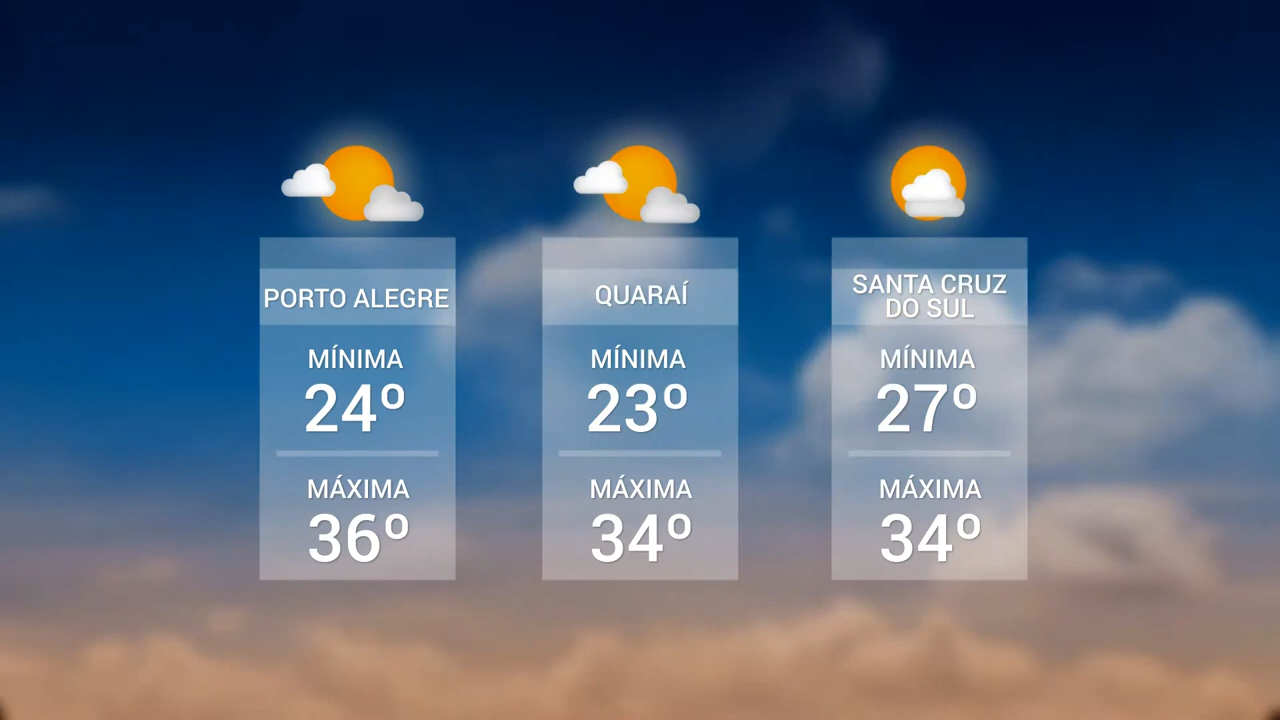 PORTO ALEGRE
MÍNIMA
24º
MÁXIMA
36º
QUARAÍ
MÍNIMA
23º
MÁXIMA
34º
SANTA CRUZ
DO SUL
MÍNIMA
27º
MÁXIMA
34º